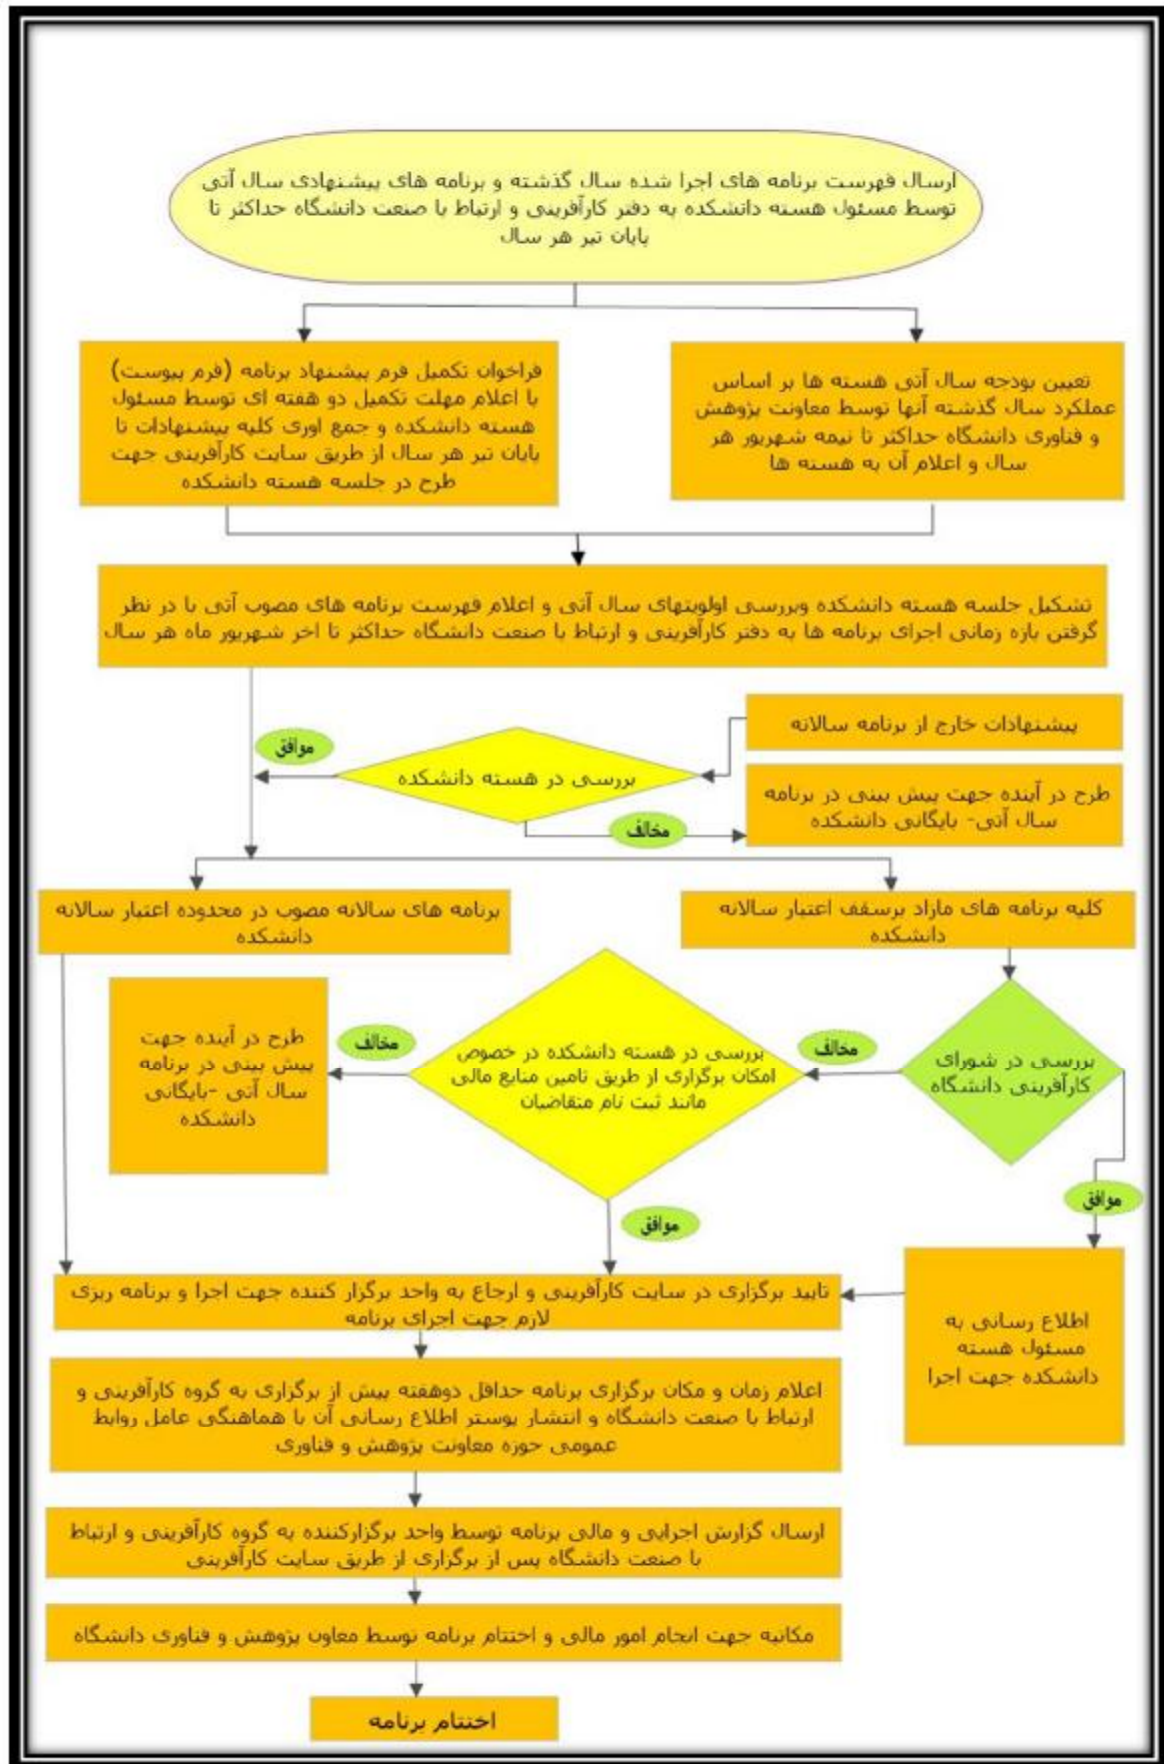 ارسال فهرست برنامه های اجرا شده سال گذشته و برنامه های پیشنهادی سال آتی
توسط مسئول هسته دانشکده به دفتر کارآفرینی و ارتباط با صنعت دانشگاه حداکثر تا
پایان تیر هر سال
تعیین بودجه سال آتی هسته ها بر اساس
عملکرد سال گذشته آنها توسط معاونت پژوهش
و فناوری دانشگاه حداکثر تا نیمه شهریور هر
سال و اعلام آن به هسته ها
فراخوان تکمیل فرم پیشنهاد برنامه (فرم پیوست)
با اعلام مهلت تکمیل دو هفته ای توسط مسئول
هسته دانشکده و جمع اوری کلیه پیشنهادات تا
پایان تیر هر سال از طریق سایت کارآفرینی جهت
طرح در جلسه هسته دانشکده
تشکیل جلسه هسته دانشکده وبررسی اولویتهای سال آتی و اعلام فهرست برنامه های مصوب آتی با در نظر
گرفتن بازه زمانی اجرای برنامه ها به دفتر کارآفرینی و ارتباط با صنعت دانشگاه حداکثر تا اخر شهریور ماه هر سال
پیشنهادات خارج از برنامه سالانه
موافق
بررسی در هسته دانشکده
طرح در آینده جهت پیش بینی در برنامه
سال آتی- بایگانی دانشکده
مخالف
کلیه برنامه های مازاد برسقف اعتبار سالانه
دانشکده
برنامه های سالانه مصوب در محدوده اعتبار سالانه
دانشکده
بررسی در شورای
کارآفرینی دانشگاه
مخالف
بررسی در هسته دانشکده در خصوص
امکان برگزاری از طریق تامین منابع مالی
مانند ثبت نام متقاضیان
مخالف
طرح در آینده جهت
پیش بینی در برنامه
سال آتی -بایگانی
دانشکده
موافق
موافق
اطلاع رسانی به
مسئول هسته
دانشکده جهت اجرا
تایید برگزاری در سایت کارآفرینی و ارجاع به واحد برگزار کننده جهت اجرا و برنامه ریزی
لازم جهت اجرای برنامه
اعلام زمان و مکان برگزاری برنامه حداقل دوهفته پیش از برگزاری به گروه کارآفرینی و
ارتباط با صنعت دانشگاه و انتشار پوستر اطلاع رسانی آن با هماهنگی عامل روابط
عمومی حوزه معاونت پژوهش و فناوری
ارسال گزارش اجرایی و مالی برنامه توسط واحد برگزارکننده به گروه کارآفرینی و ارتباط
با صنعت دانشگاه پس از برگزاری از طریق سایت کارآفرینی
مکاتبه جهت انجام امور مالی و اختتام برنامه توسط معاون پژوهش و فناوری دانشگاه
اختتام برنامه